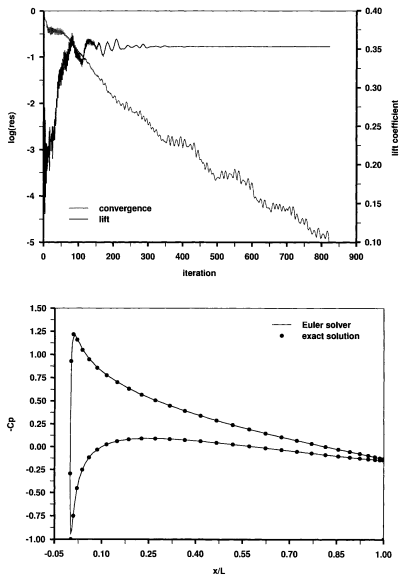 0
-1
-2
-3
-4
-5
log(res)
0.40
0.35
0.30
0.25
0.20
0.15
0.10
lift coefficient
convergence
lift
0 100 200 300 400 500 600 700 800 900
iteration
1.50
1.25
1.00
0.75
0.50
0.25
0.00
-0.25
-0.50
-0.75
-1.00
-Cp
Euler solver
exact solution
-0.05 0.10 0.25 0.40 0.55 0.70 0.85 1.00
x/L